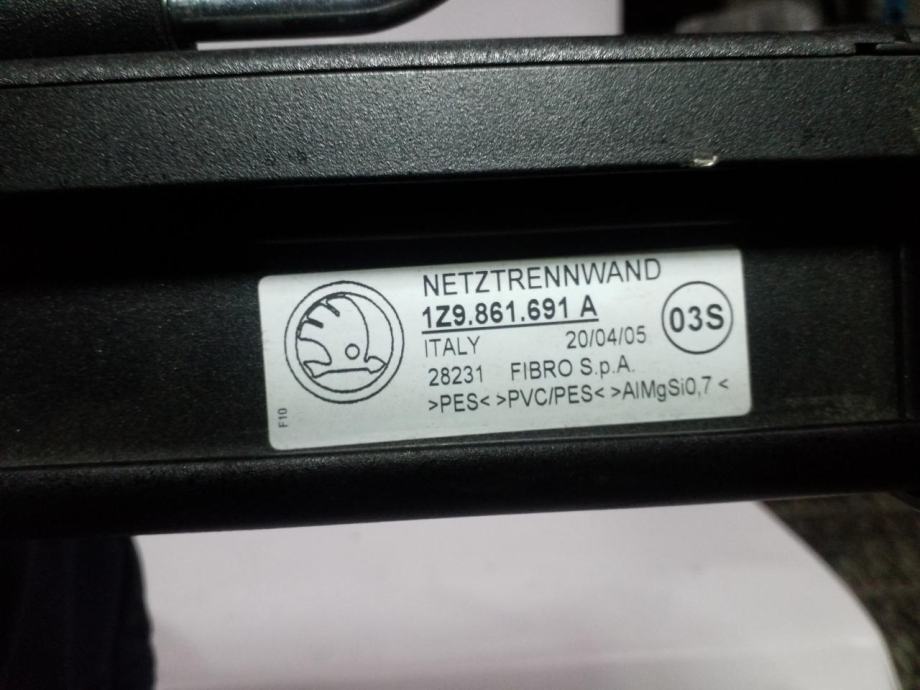 NETZTRENNWAND
1Z9.861.691 A
ITALY 20/04/05
03S
28231 FIBRO S.p.A.
>PES< >PVC/PES< >AlMgSi0,7 <
F10